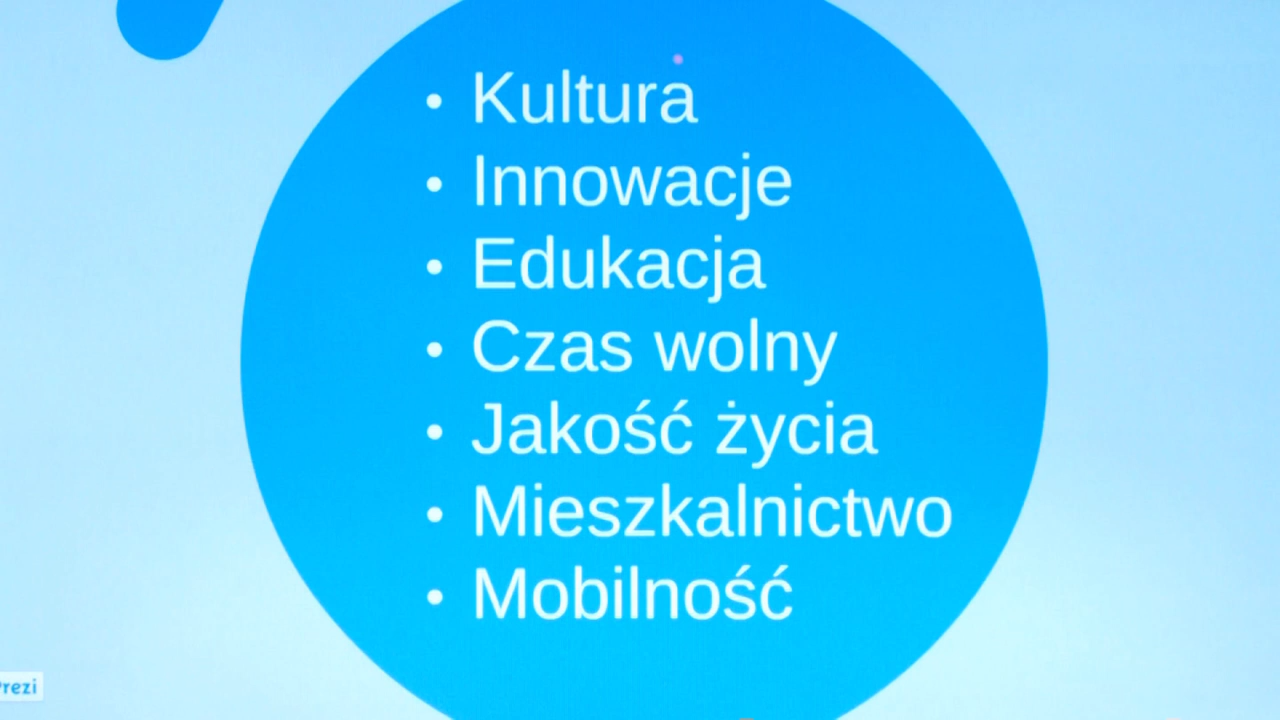 • Kultura
• Innowacje
• Edukacja
• Czas wolny
• Jakość życia
• Mieszkalnictwo
• Mobilność
Prezi